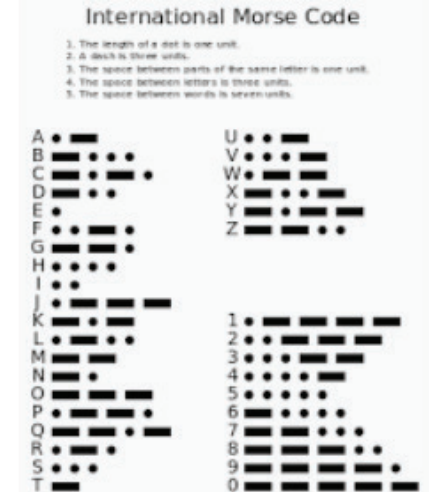 International Morse Code
1. The length of a dot is one unit.
2. A dash is three units.
3. The space between parts of the same letter is one unit.
4. The space between letters is three units.
5. The space between words is seven units.
A
B
C
D
E
F
G
H
I
J
K
L
M
N
O
P
Q
R
S
T
U
V
W
X
Y
Z
1
2
3
4
5
6
7
8
9
0